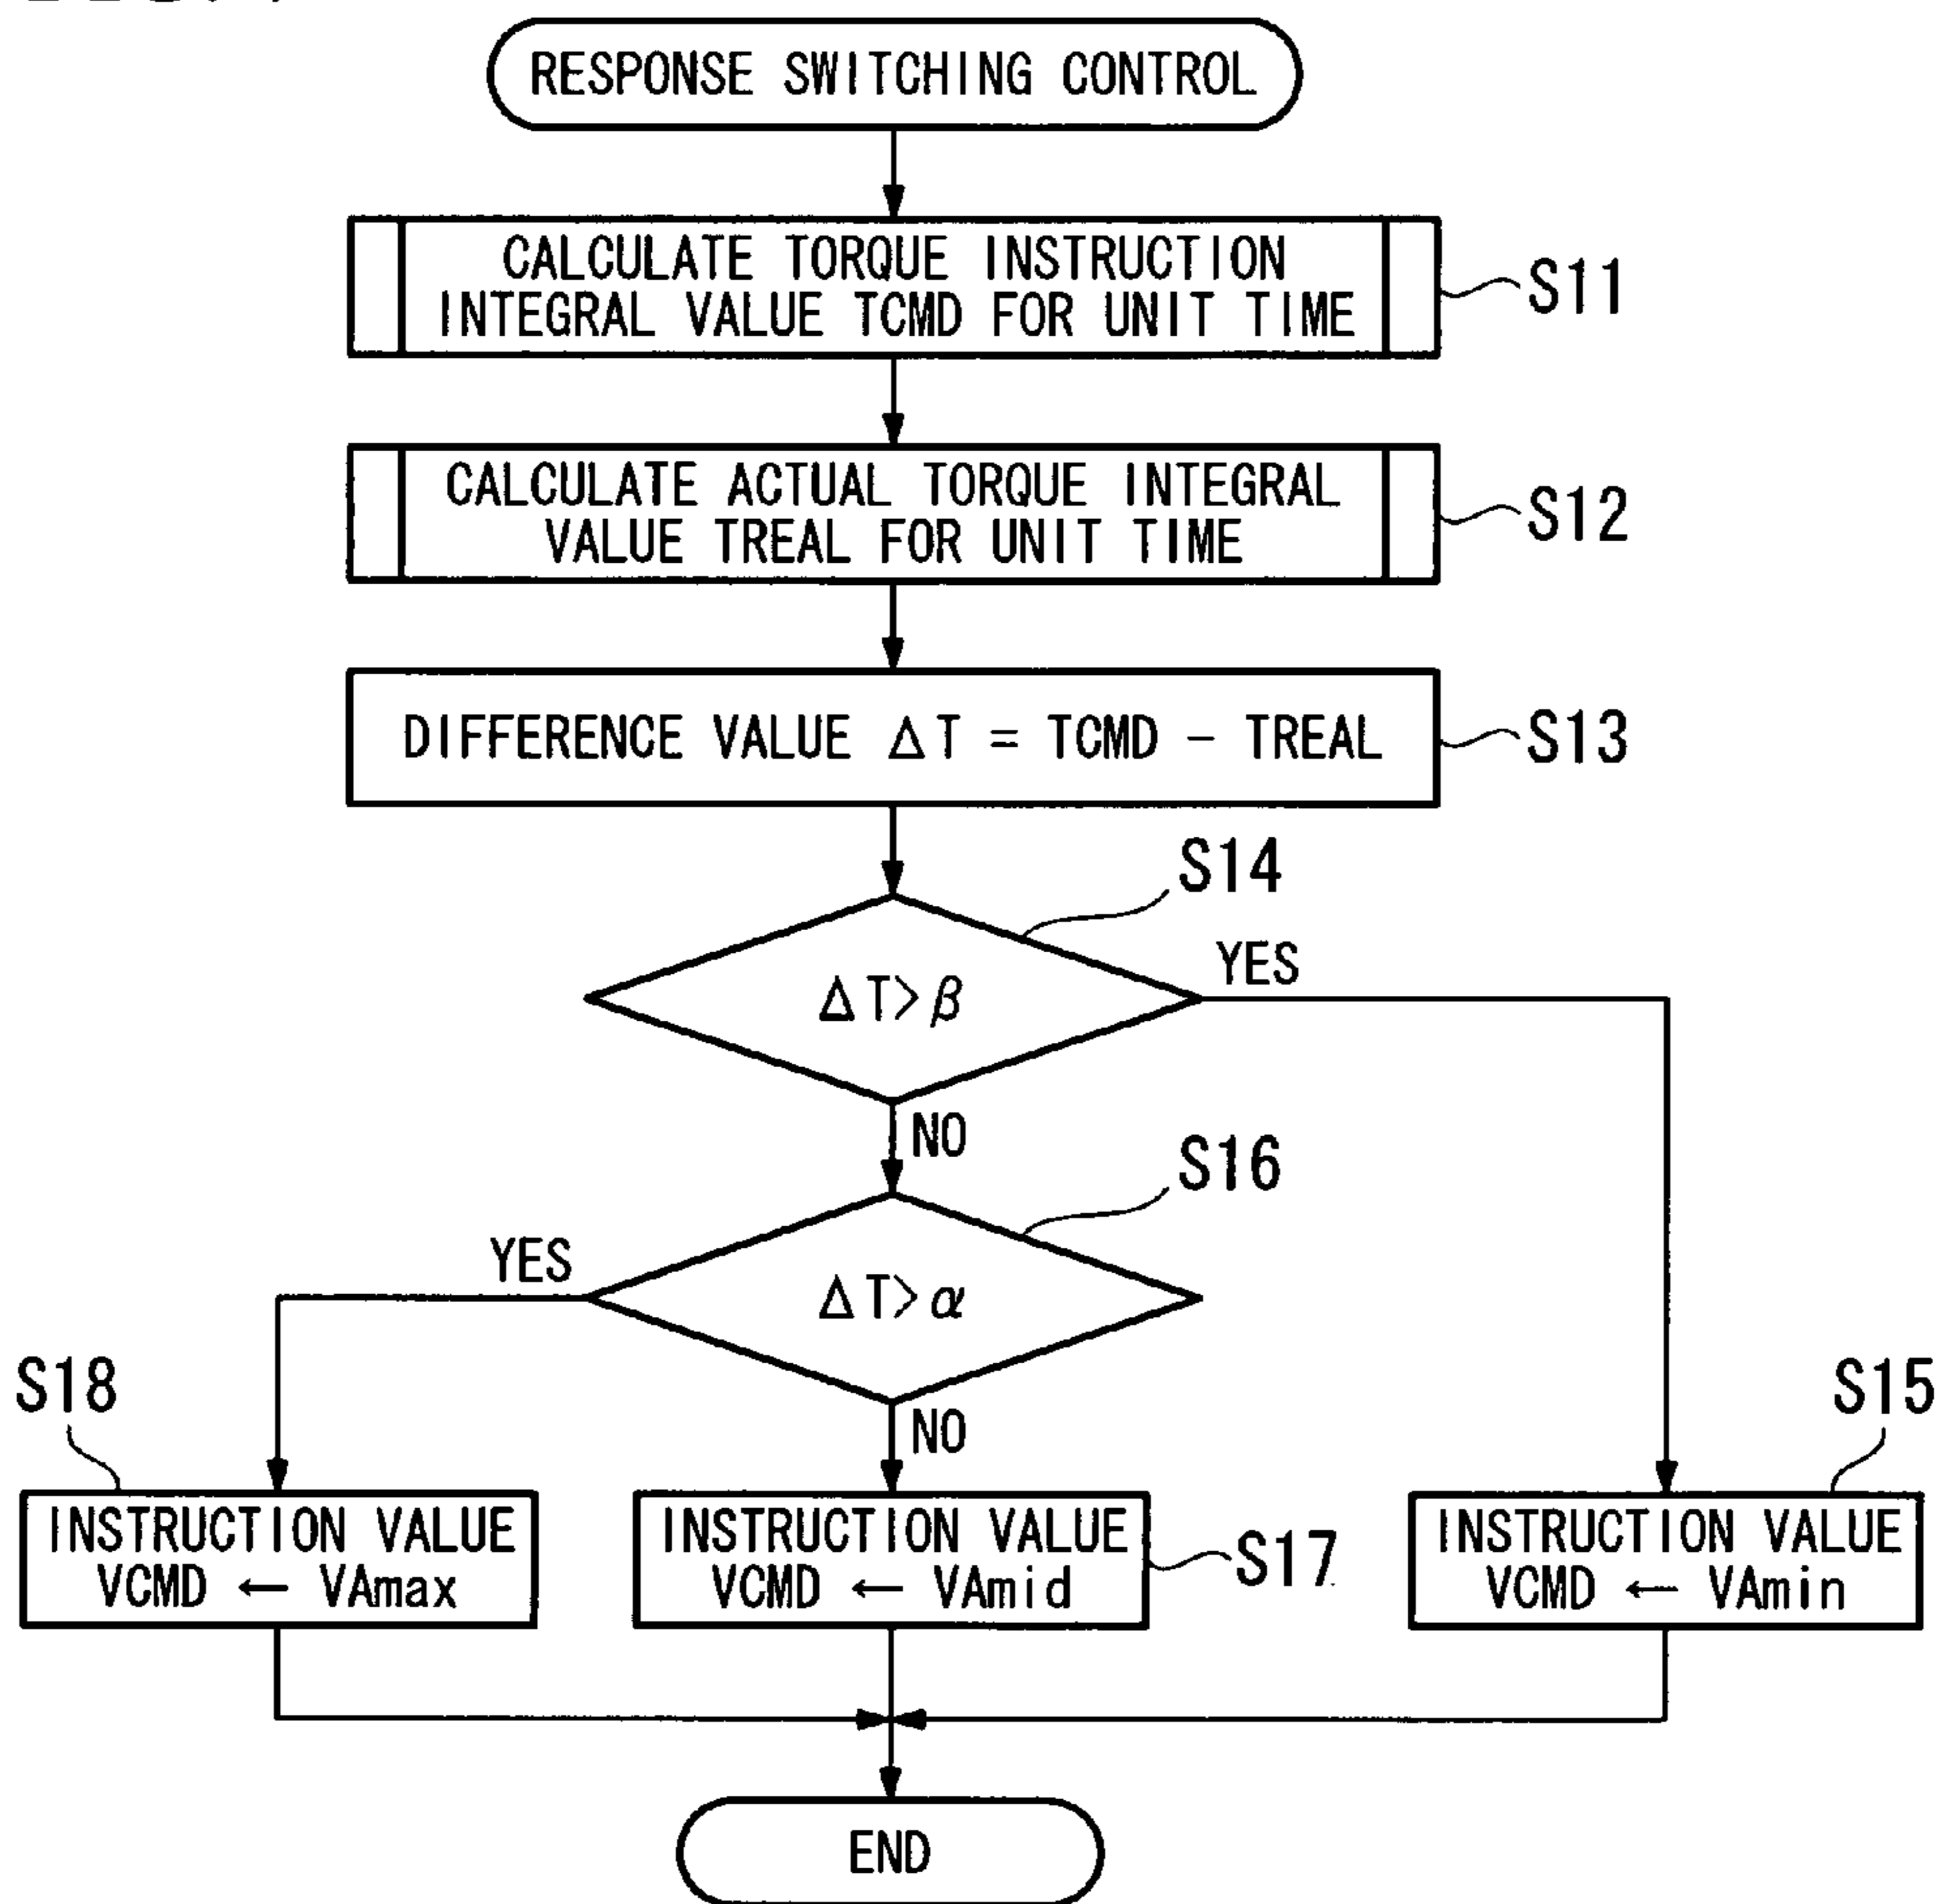 RESPONSE SWITCHING CONTROL
CALCULATE TORQUE INSTRUCTION
INTEGRAL VALUE TCMD FOR UNIT TIME
S11
CALCULATE ACTUAL TORQUE INTEGRAL
VALUE TREAL FOR UNIT TIME
S12
DIFFERENCE VALUE ΔT = TCMD - TREAL
S13
S14
ΔT>β
YES
NO
S16
YES
ΔT>α
NO
S18
S15
INSTRUCTION VALUE
VCMD ← VAmax
INSTRUCTION VALUE
VCMD ← VAmid
S17
INSTRUCTION VALUE
VCMD ← VAmin
END